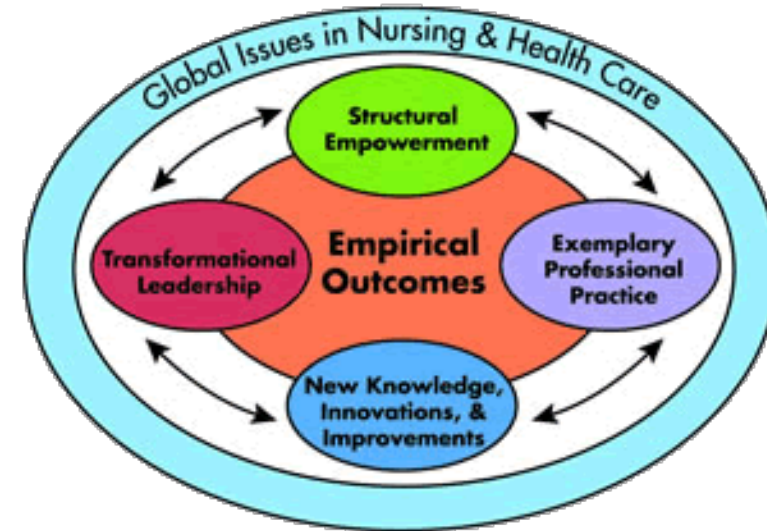 Global Issues in Nursing & Health Care
Structural
Empowerment
Transformational
Leadership
Empirical
Outcomes
Exemplary
Professional
Practice
New Knowledge,
Innovations, &
Improvements